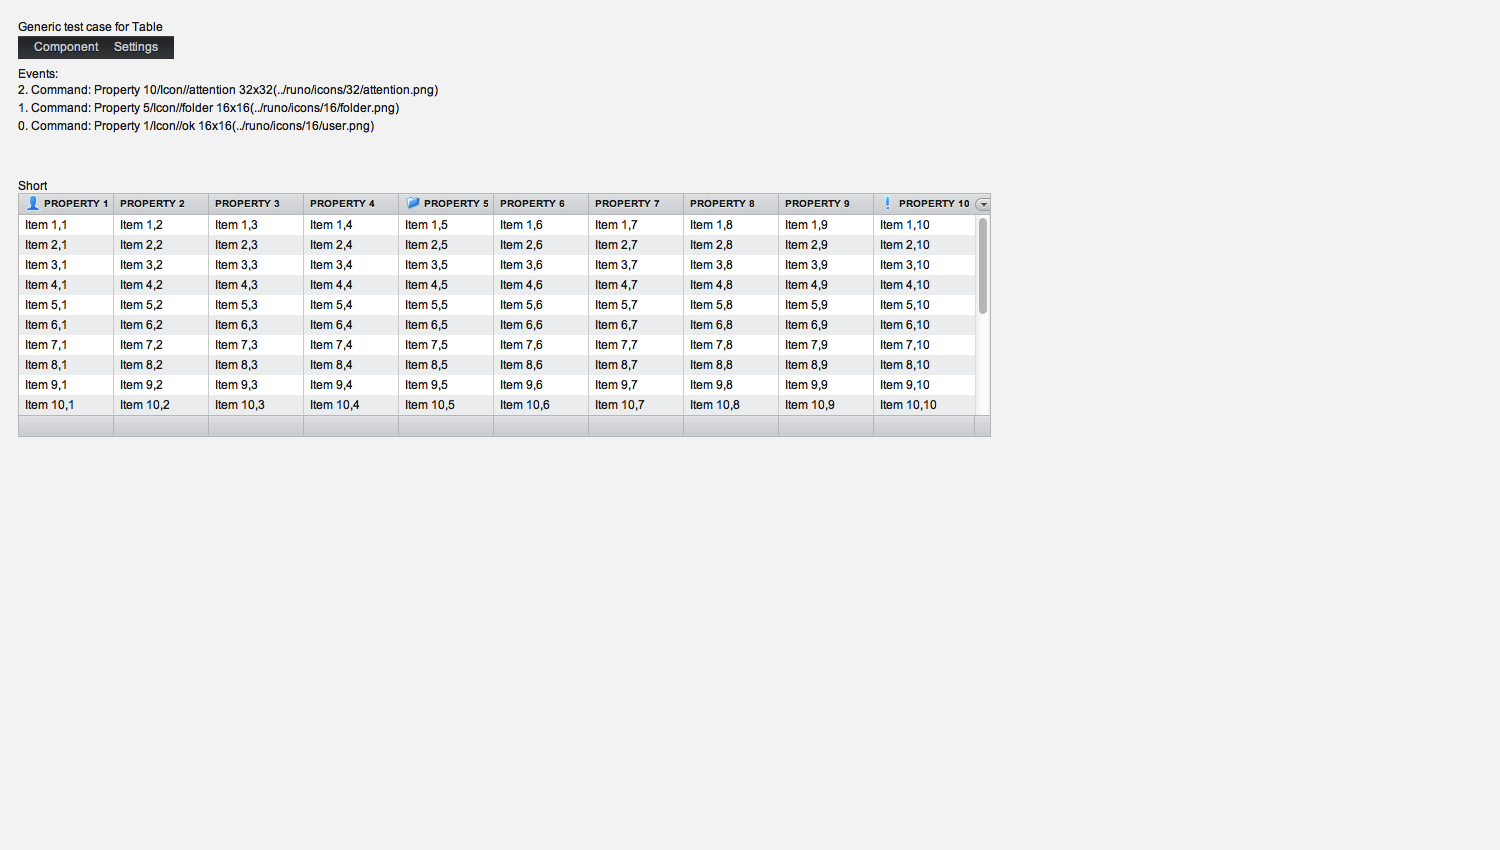 Generic test case for Table
Component Settings
Events:
2. Command: Property 10/Icon//attention 32x32(../runo/icons/32/attention.png)
1. Command: Property 5/Icon//folder 16x16(../runo/icons/16/folder.png)
0. Command: Property 1/Icon//ok 16x16(../runo/icons/16/user.png)
Short
PROPERTY 1 PROPERTY 2 PROPERTY 3 PROPERTY 4 PROPERTY 5 PROPERTY 6 PROPERTY 7 PROPERTY 8 PROPERTY 9 PROPERTY 10
Item 1,1 Item 1,2 Item 1,3 Item 1,4 Item 1,5 Item 1,6 Item 1,7 Item 1,8 Item 1,9 Item 1,10
Item 2,1 Item 2,2 Item 2,3 Item 2,4 Item 2,5 Item 2,6 Item 2,7 Item 2,8 Item 2,9 Item 2,10
Item 3,1 Item 3,2 Item 3,3 Item 3,4 Item 3,5 Item 3,6 Item 3,7 Item 3,8 Item 3,9 Item 3,10
Item 4,1 Item 4,2 Item 4,3 Item 4,4 Item 4,5 Item 4,6 Item 4,7 Item 4,8 Item 4,9 Item 4,10
Item 5,1 Item 5,2 Item 5,3 Item 5,4 Item 5,5 Item 5,6 Item 5,7 Item 5,8 Item 5,9 Item 5,10
Item 6,1 Item 6,2 Item 6,3 Item 6,4 Item 6,5 Item 6,6 Item 6,7 Item 6,8 Item 6,9 Item 6,10
Item 7,1 Item 7,2 Item 7,3 Item 7,4 Item 7,5 Item 7,6 Item 7,7 Item 7,8 Item 7,9 Item 7,10
Item 8,1 Item 8,2 Item 8,3 Item 8,4 Item 8,5 Item 8,6 Item 8,7 Item 8,8 Item 8,9 Item 8,10
Item 9,1 Item 9,2 Item 9,3 Item 9,4 Item 9,5 Item 9,6 Item 9,7 Item 9,8 Item 9,9 Item 9,10
Item 10,1 Item 10,2 Item 10,3 Item 10,4 Item 10,5 Item 10,6 Item 10,7 Item 10,8 Item 10,9 Item 10,10